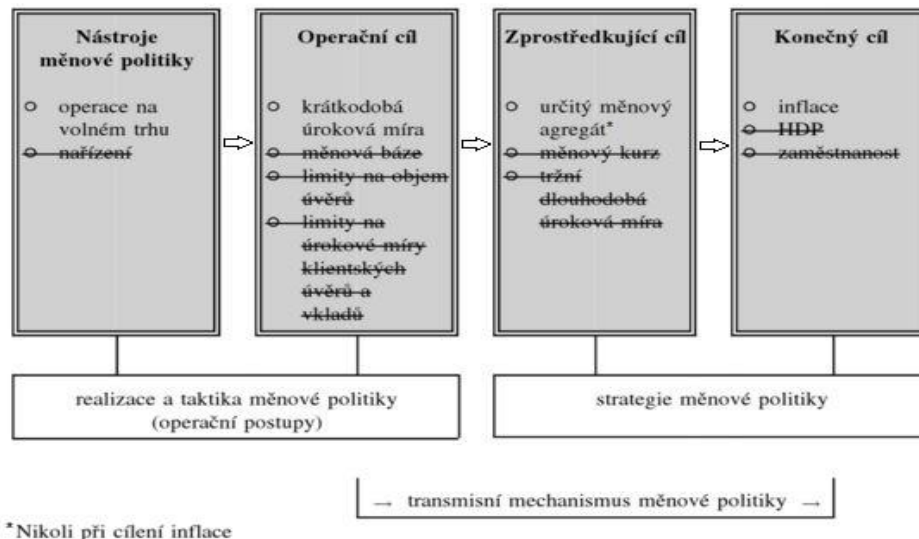 Nástroje
měnové politiky
operace na
volném trhu
nařízení
Operační cíl
krátkodobá
úroková míra
měnová báze
limity na objem
úvěrů
limity na
úrokové míry
klientských
úvěrů a
vkladů
Zprostředkující cíl
určitý měnový
agregát*
měnový kurz
tržní
dlouhodobá
úroková míra
Konečný cíl
inflace
HDP
zaměstnanost
realizace a taktika měnové politiky
(operační postupy)
strategie měnové politiky
→ transmisní mechanismus měnové politiky →
*Nikoli při cílení inflace